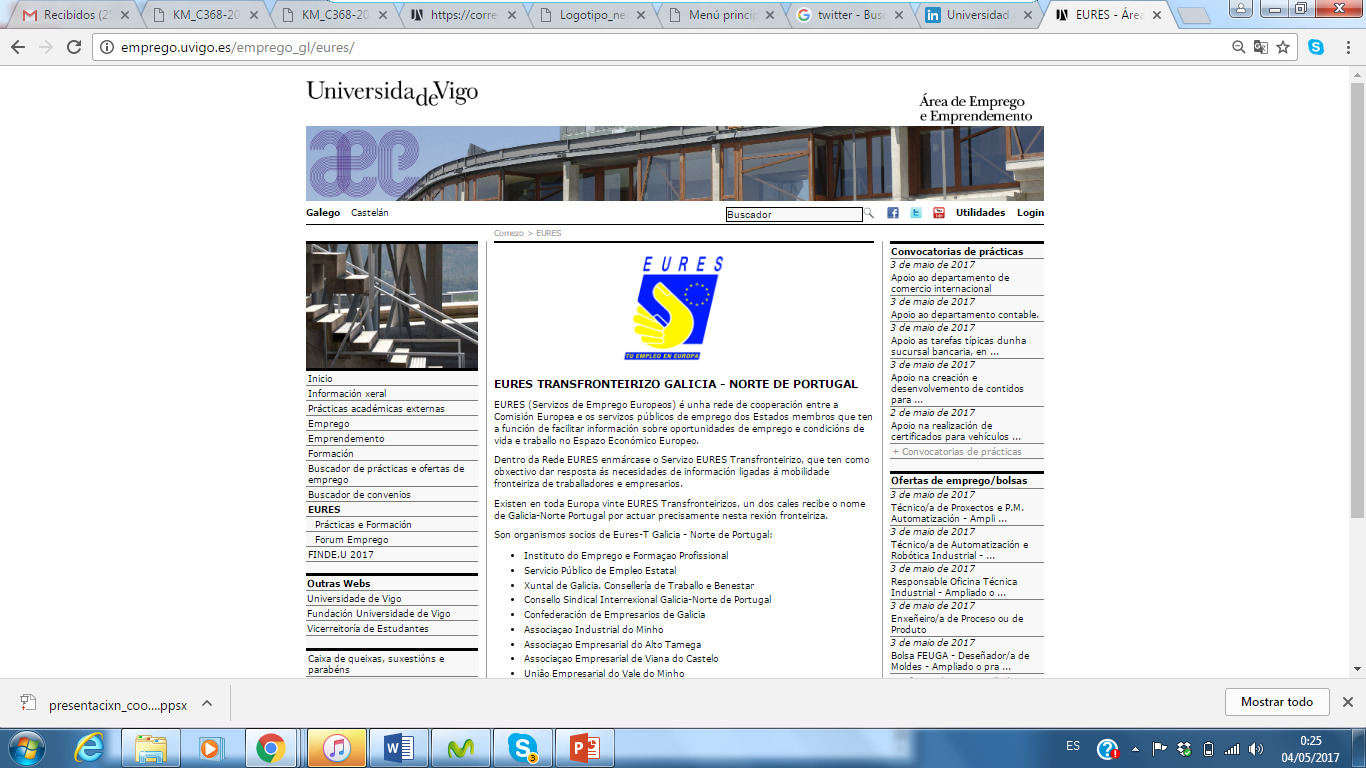 Recibidos (25
KM_C368-20
KM_C368-20
https://corre
Logotipo_ne
Menú princip
twitter - Bus
Universidad
EURES - Área
emprego.uvigo.es/emprego_gl/eures/
UniversidadeVigo
Área de Emprego
e Emprendemento
Galego Castelán
Buscador
Utilidades Login
Comezo > EURES
Inicio
Información xeral
Prácticas académicas externas
Emprego
Emprendemento
Formación
Buscador de prácticas e ofertas de
emprego
Buscador de convenios
EURES
Prácticas e Formación
Forum Emprego
FINDE.U 2017
Outras Webs
Universidade de Vigo
Fundación Universidade de Vigo
Vicerreitoría de Estudantes
Caixa de queixas, suxestións e
parabéns
EURES
TU EMPLEO EN EUROPA
EURES TRANSFRONTEIRIZO GALICIA - NORTE DE PORTUGAL
EURES (Servizos de Emprego Europeos) é unha rede de cooperación entre a
Comisión Europea e os servizos públicos de emprego dos Estados membros que ten
a función de facilitar información sobre oportunidades de emprego e condicións de
vida e traballo no Espazo Económico Europeo.
Dentro da Rede EURES enmárcase o Servizo EURES Transfronteirizo, que ten como
obxectivo dar resposta ás necesidades de información ligadas á mobilidade
fronteiriza de traballadores e empresarios.
Existen en toda Europa vinte EURES Transfronteirizos, un dos cales recibe o nome
de Galicia-Norte Portugal por actuar precisamente nesta rexión fronteiriza.
Son organismos socios de Eures-T Galicia - Norte de Portugal:
Instituto do Emprego e Formaçao Profissional
Servicio Público de Empleo Estatal
Xuntal de Galicia. Consellería de Traballo e Benestar
Consello Sindical Interrexional Galicia-Norte de Portugal
Confederación de Empresarios de Galicia
Associaçao Industrial do Minho
Associaçao Empresarial do Alto Tamega
Associaçao Empresarial de Viana do Castelo
União Empresarial do Vale do Minho
Convocatorias de prácticas
3 de maio de 2017
Apoio ao departamento de
comercio internacional
3 de maio de 2017
Apoio ao departamento contable.
3 de maio de 2017
Apoio as tarefas típicas dunha
sucursal bancaria, en ...
3 de maio de 2017
Apoio na creación e
desenvolvemento de contidos
para ...
2 de maio de 2017
Apoio na realización de
certificados para vehículos ...
+ Convocatorias de prácticas
Ofertas de emprego/bolsas
3 de maio de 2017
Técnico/a de Proxectos e P.M.
Automatización - Ampli ...
3 de maio de 2017
Técnico/a de Automatización e
Robótica Industrial - ...
3 de maio de 2017
Responsable Oficina Técnica
Industrial - Ampliado o ...
3 de maio de 2017
Enxeñeiro/a de Proceso ou de
Produto
3 de maio de 2017
Bolsa FEUGA - Deseñador/a de
Moldes - Ampliado o pra ...
presentacixn_coo....ppsx
Mostrar todo
ES
0:25
04/05/2017